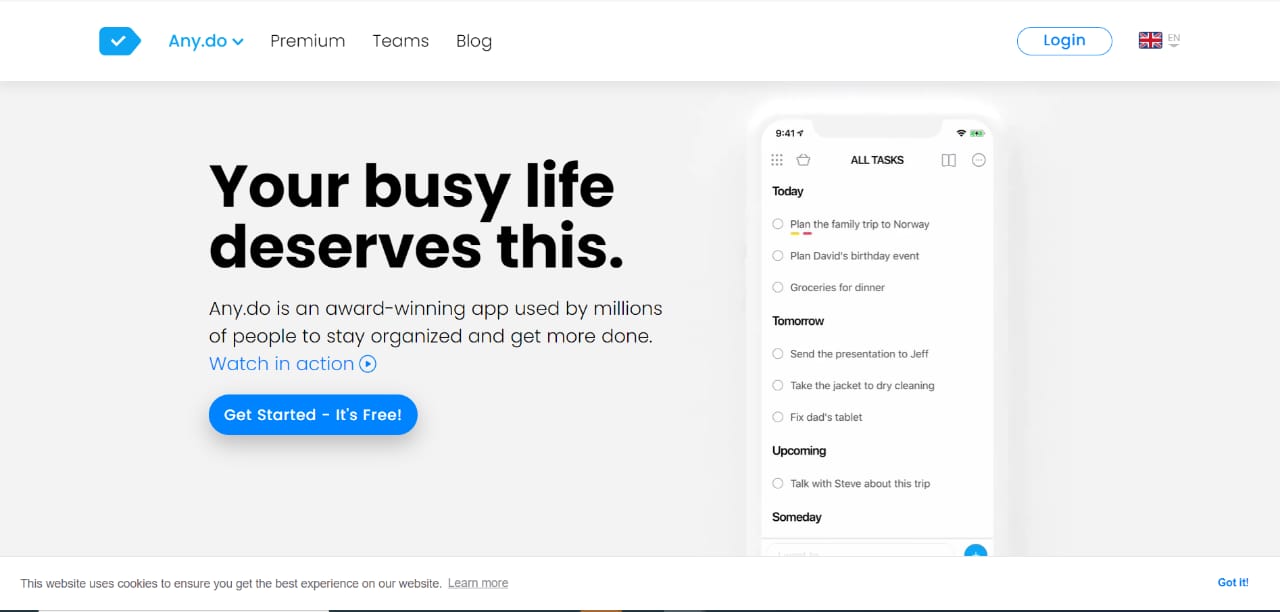 Any.do
Premium
Teams
Blog
Login
EN
Your busy life
deserves this.
Any.do is an award-winning app used by millions
of people to stay organized and get more done.
Watch in action
Get Started - It's Free!
9:41
ALL TASKS
Today
Plan the family trip to Norway
Plan David's birthday event
Groceries for dinner
Tomorrow
Send the presentation to Jeff
Take the jacket to dry cleaning
Fix dad's tablet
Upcoming
Talk with Steve about this trip
Someday
This website uses cookies to ensure you get the best experience on our website. Learn more
Got it!